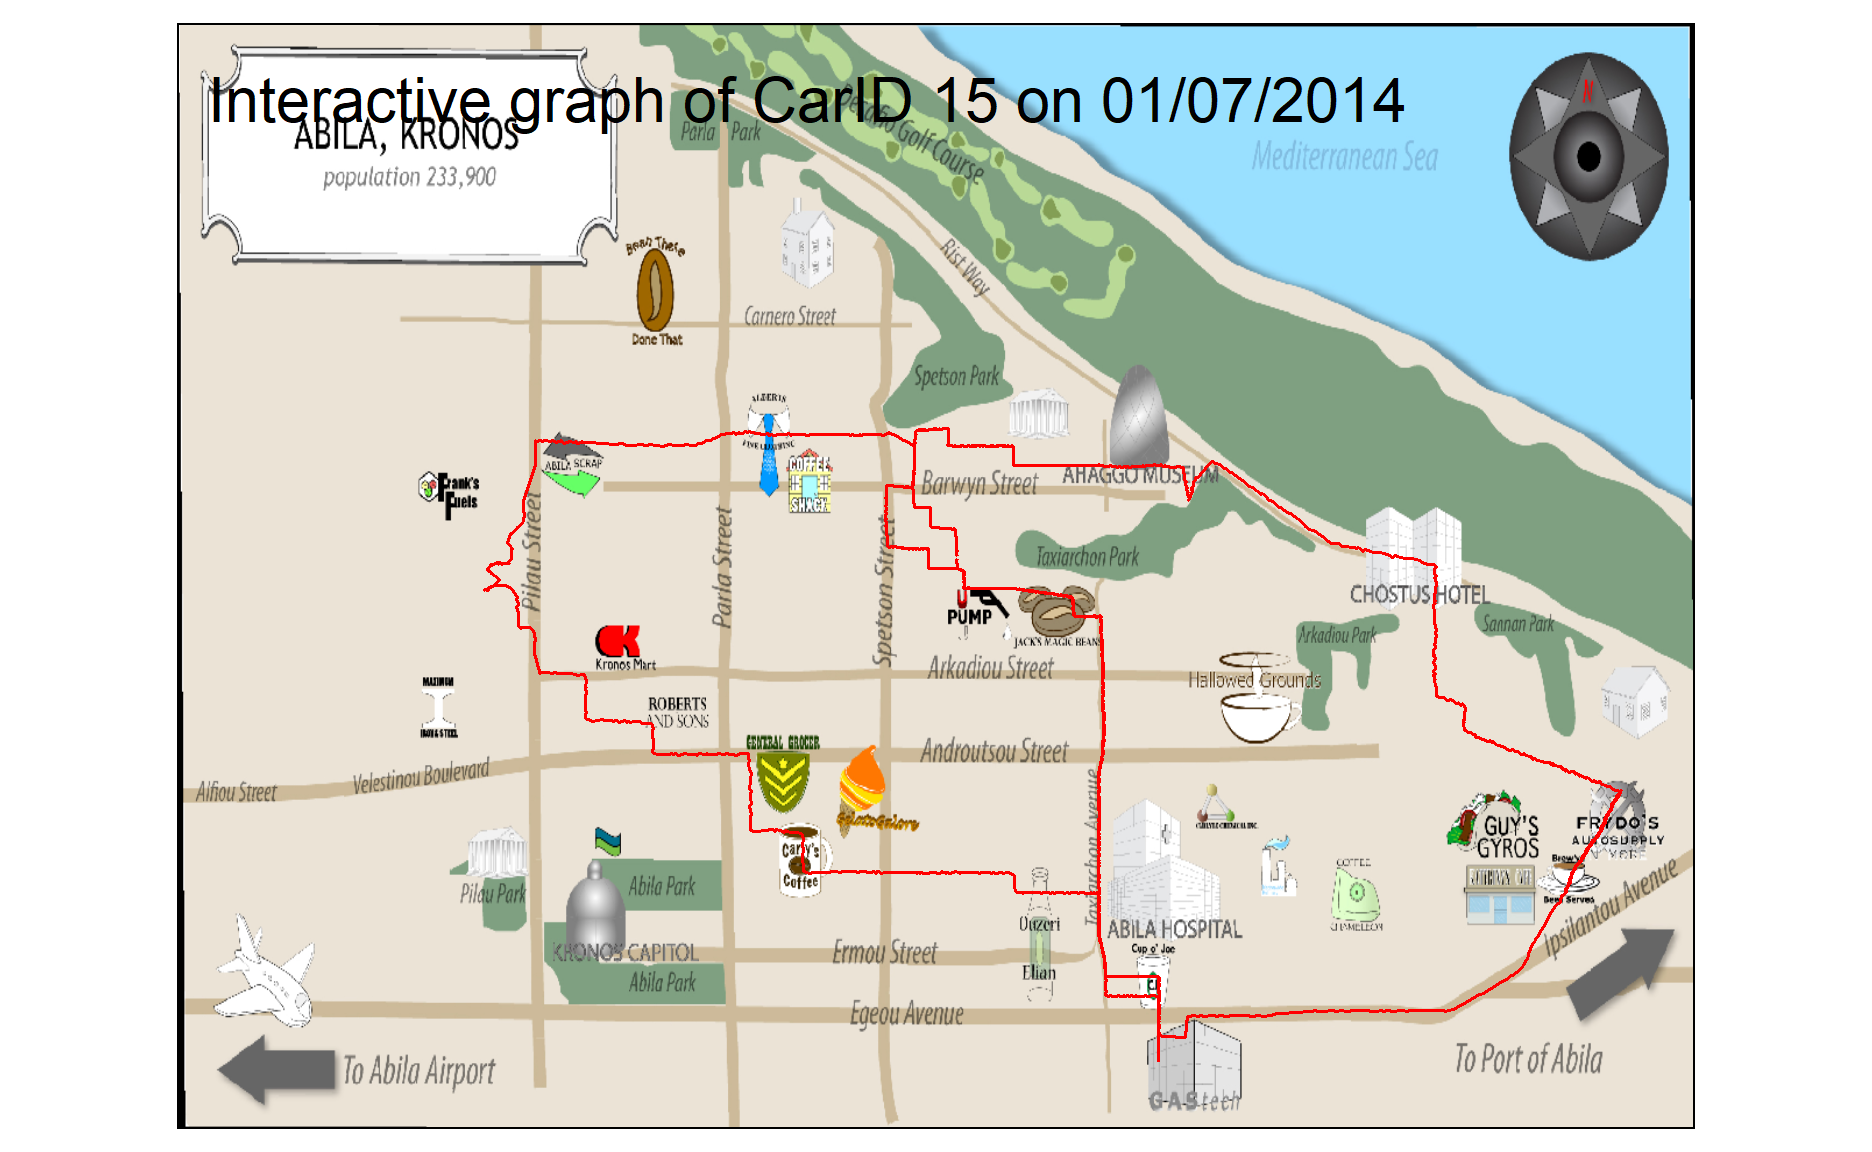 Interactive graph of CarID 15 on 01/07/2014
ABILA, KRONOS
population 233,900
N
Mediterranean Sea
Parla Park
Golf Course
Rist Way
Bean There
Done That
Carnero Street
Spetson Park
ALBERTS
FINE CLOTHING
ABILA SCRAP
COFFEE
SHACK
Frank's
Fuels
Barwyn Street
AHAGGO MUSEUM
Pilau Street
Parla Street
Spetson Street
Taxiarchon Park
CHOSTUS HOTEL
PUMP
U
JACK'S MAGIC BEANS
Arkadiou Park
Sannan Park
Kronos Mart
Arkadiou Street
Hallowed Grounds
MAXIMUM
IRON & STEEL
ROBERTS
AND SONS
GENERAL GROCER
Androutsou Street
Velestinou Boulevard
Alfiou Street
Taxiarchon Avenue
Gelato Galore
CARLYLE CHEMICAL INC.
GUY'S
GYROS
FRYDO'S
AUTOSUPPLY
N' MORE
Carly's
Coffee
Brew've
Been Served
COFFEE
CHAMELEON
Pilau Park
Abila Park
Ouzeri
Elian
ABILA HOSPITAL
Cup o' Joe
Ipsilantou Avenue
KRONOS CAPITOL
Ermou Street
Abila Park
Egeou Avenue
To Abila Airport
To Port of Abila
GAStech